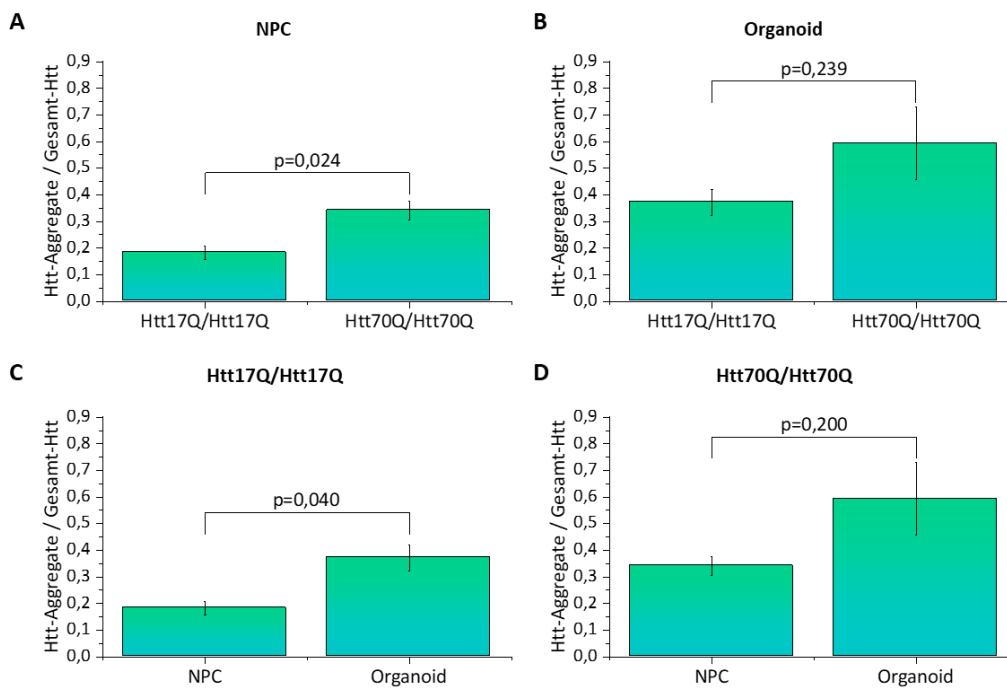 A
NPC
Htt-Aggregate / Gesamt-Htt
0,9
0,8
0,7
0,6
0,5
0,4
0,3
0,2
0,1
0,0
p=0,024
Htt17Q/Htt17Q
Htt70Q/Htt70Q
B
Organoid
Htt-Aggregate / Gesamt-Htt
0,9
0,8
0,7
0,6
0,5
0,4
0,3
0,2
0,1
0,0
p=0,239
Htt17Q/Htt17Q
Htt70Q/Htt70Q
C
Htt17Q/Htt17Q
Htt-Aggregate / Gesamt-Htt
0,9
0,8
0,7
0,6
0,5
0,4
0,3
0,2
0,1
0,0
p=0,040
NPC
Organoid
D
Htt70Q/Htt70Q
Htt-Aggregate / Gesamt-Htt
0,9
0,8
0,7
0,6
0,5
0,4
0,3
0,2
0,1
0,0
p=0,200
NPC
Organoid